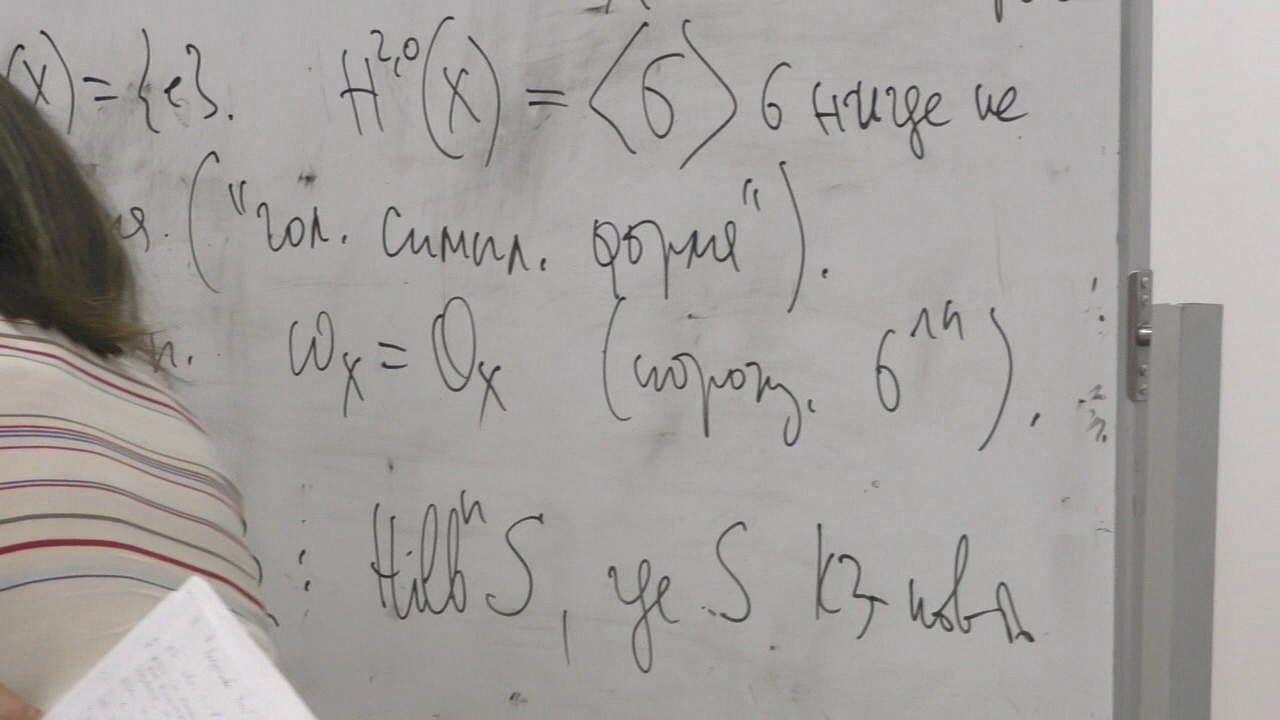 (X) = {e}. H^{2,0}(X) = ⟨σ⟩ σ нигде не
я. ("гол. симпл. форма").
ω_X = O_X (порожд. σ^{∧n}).
: Hilb^n S, где S K3 пов-ть